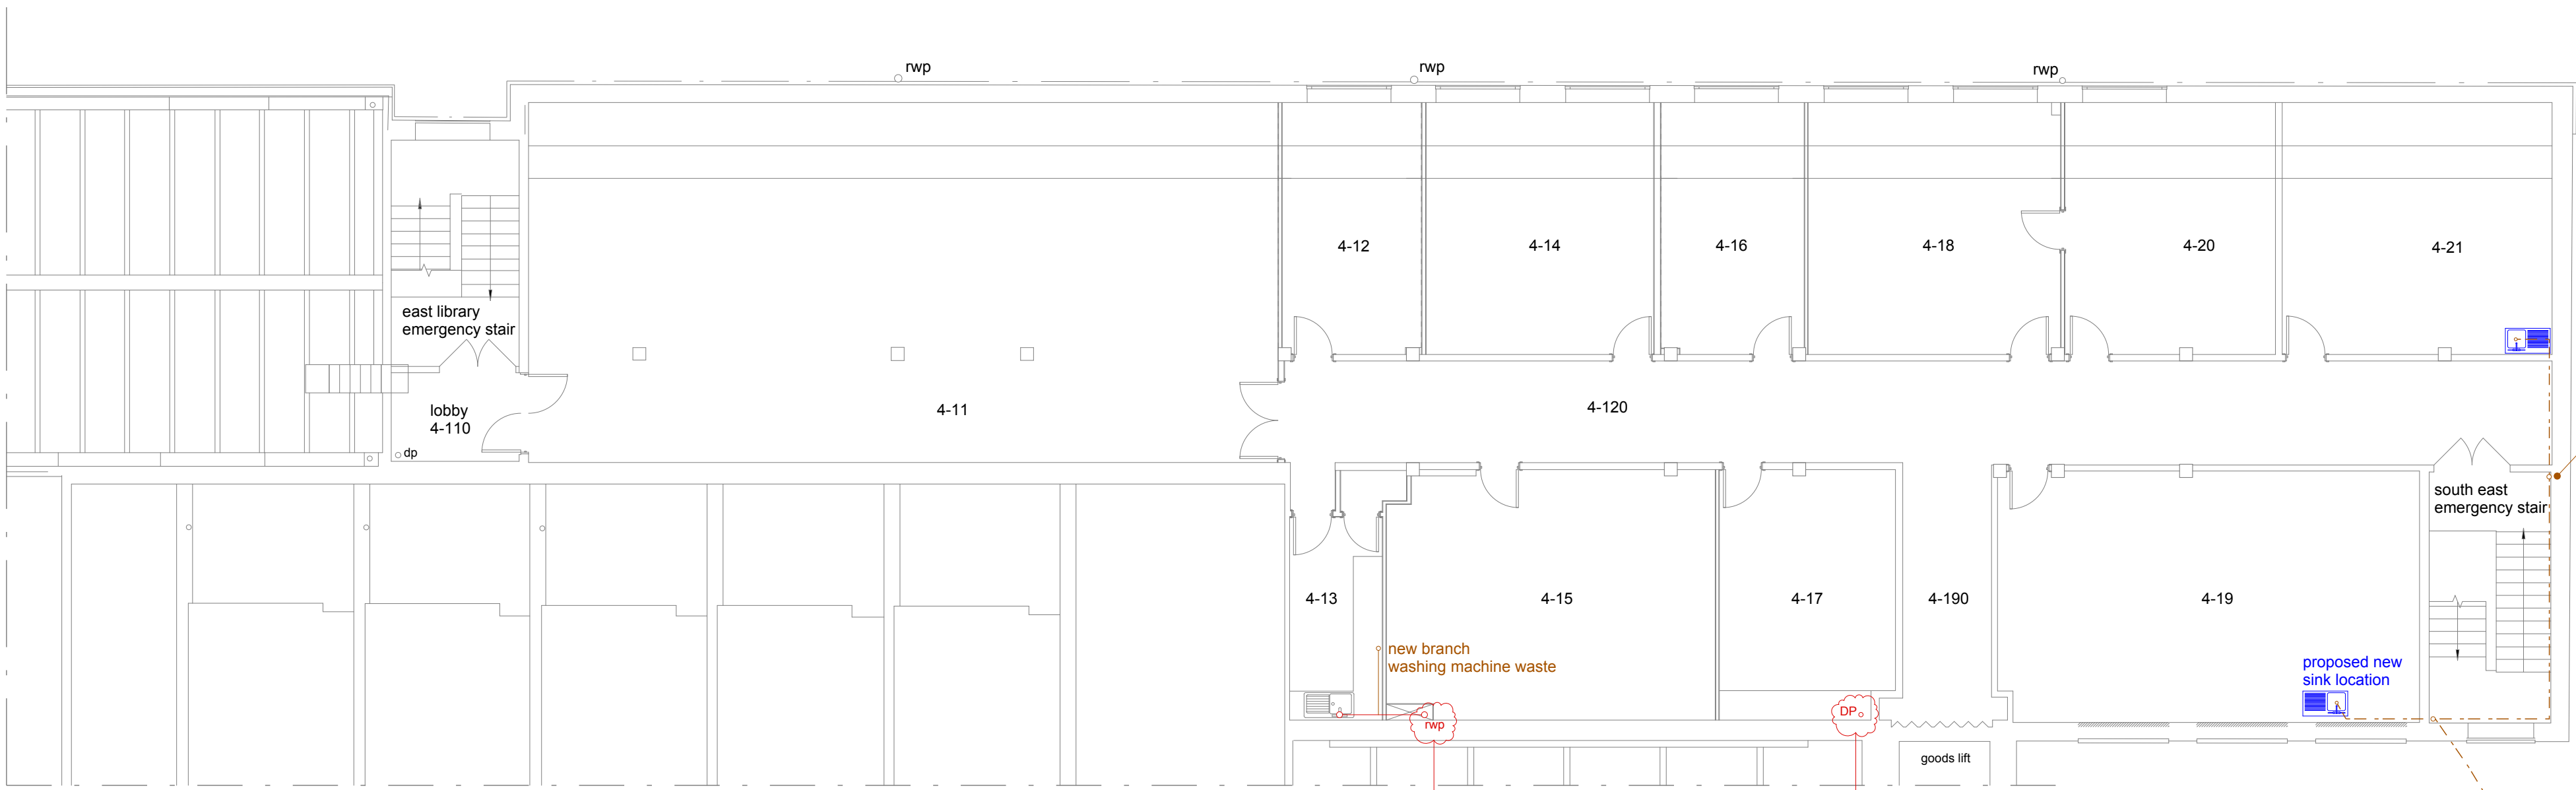 rwp
rwp
rwp
4-12
4-14
4-16
4-18
4-20
4-21
east library
emergency stair
lobby
4-110
dp
4-11
4-120
south east
emergency stair
4-13
4-15
4-17
4-190
4-19
new branch
washing machine waste
proposed new
sink location
rwp
DP
goods lift